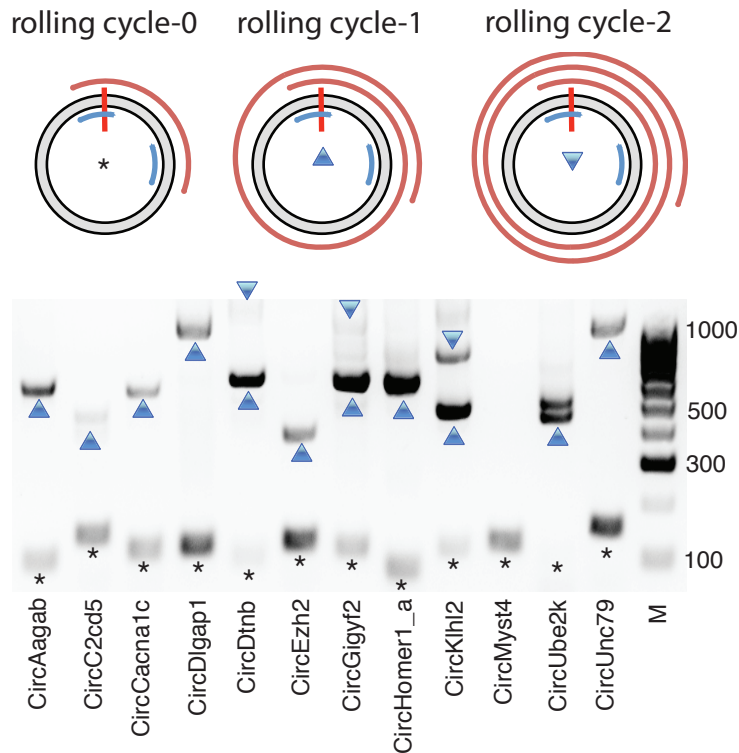 rolling cycle-0 rolling cycle-1 rolling cycle-2
*
1000
500
300
100
* * * * * * * * * * * *
CircAagab
CircC2cd5
CircCacna1c
CircDlgap1
CircDtnb
CircEzh2
CircGigyf2
CircHomer1_a
CircKlhl2
CircMyst4
CircUbe2k
CircUnc79
M